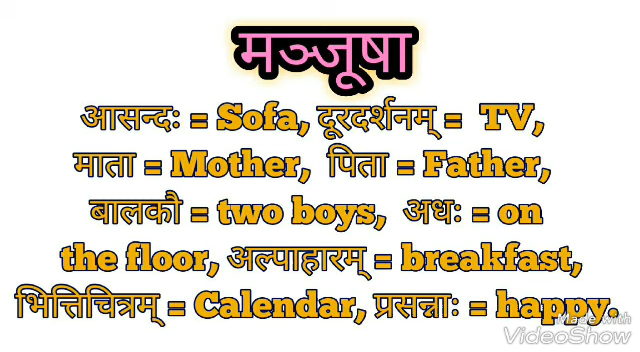 मञ्जूषा
आसन्दः = Sofa, दूरदर्शनम् = TV,
माता = Mother, पिता = Father,
बालकौ = two boys, अधः = on
the floor, अल्पाहारम् = breakfast,
भित्तिचित्रम् = Calendar, प्रसन्नाः = happy.
Made with
VideoShow